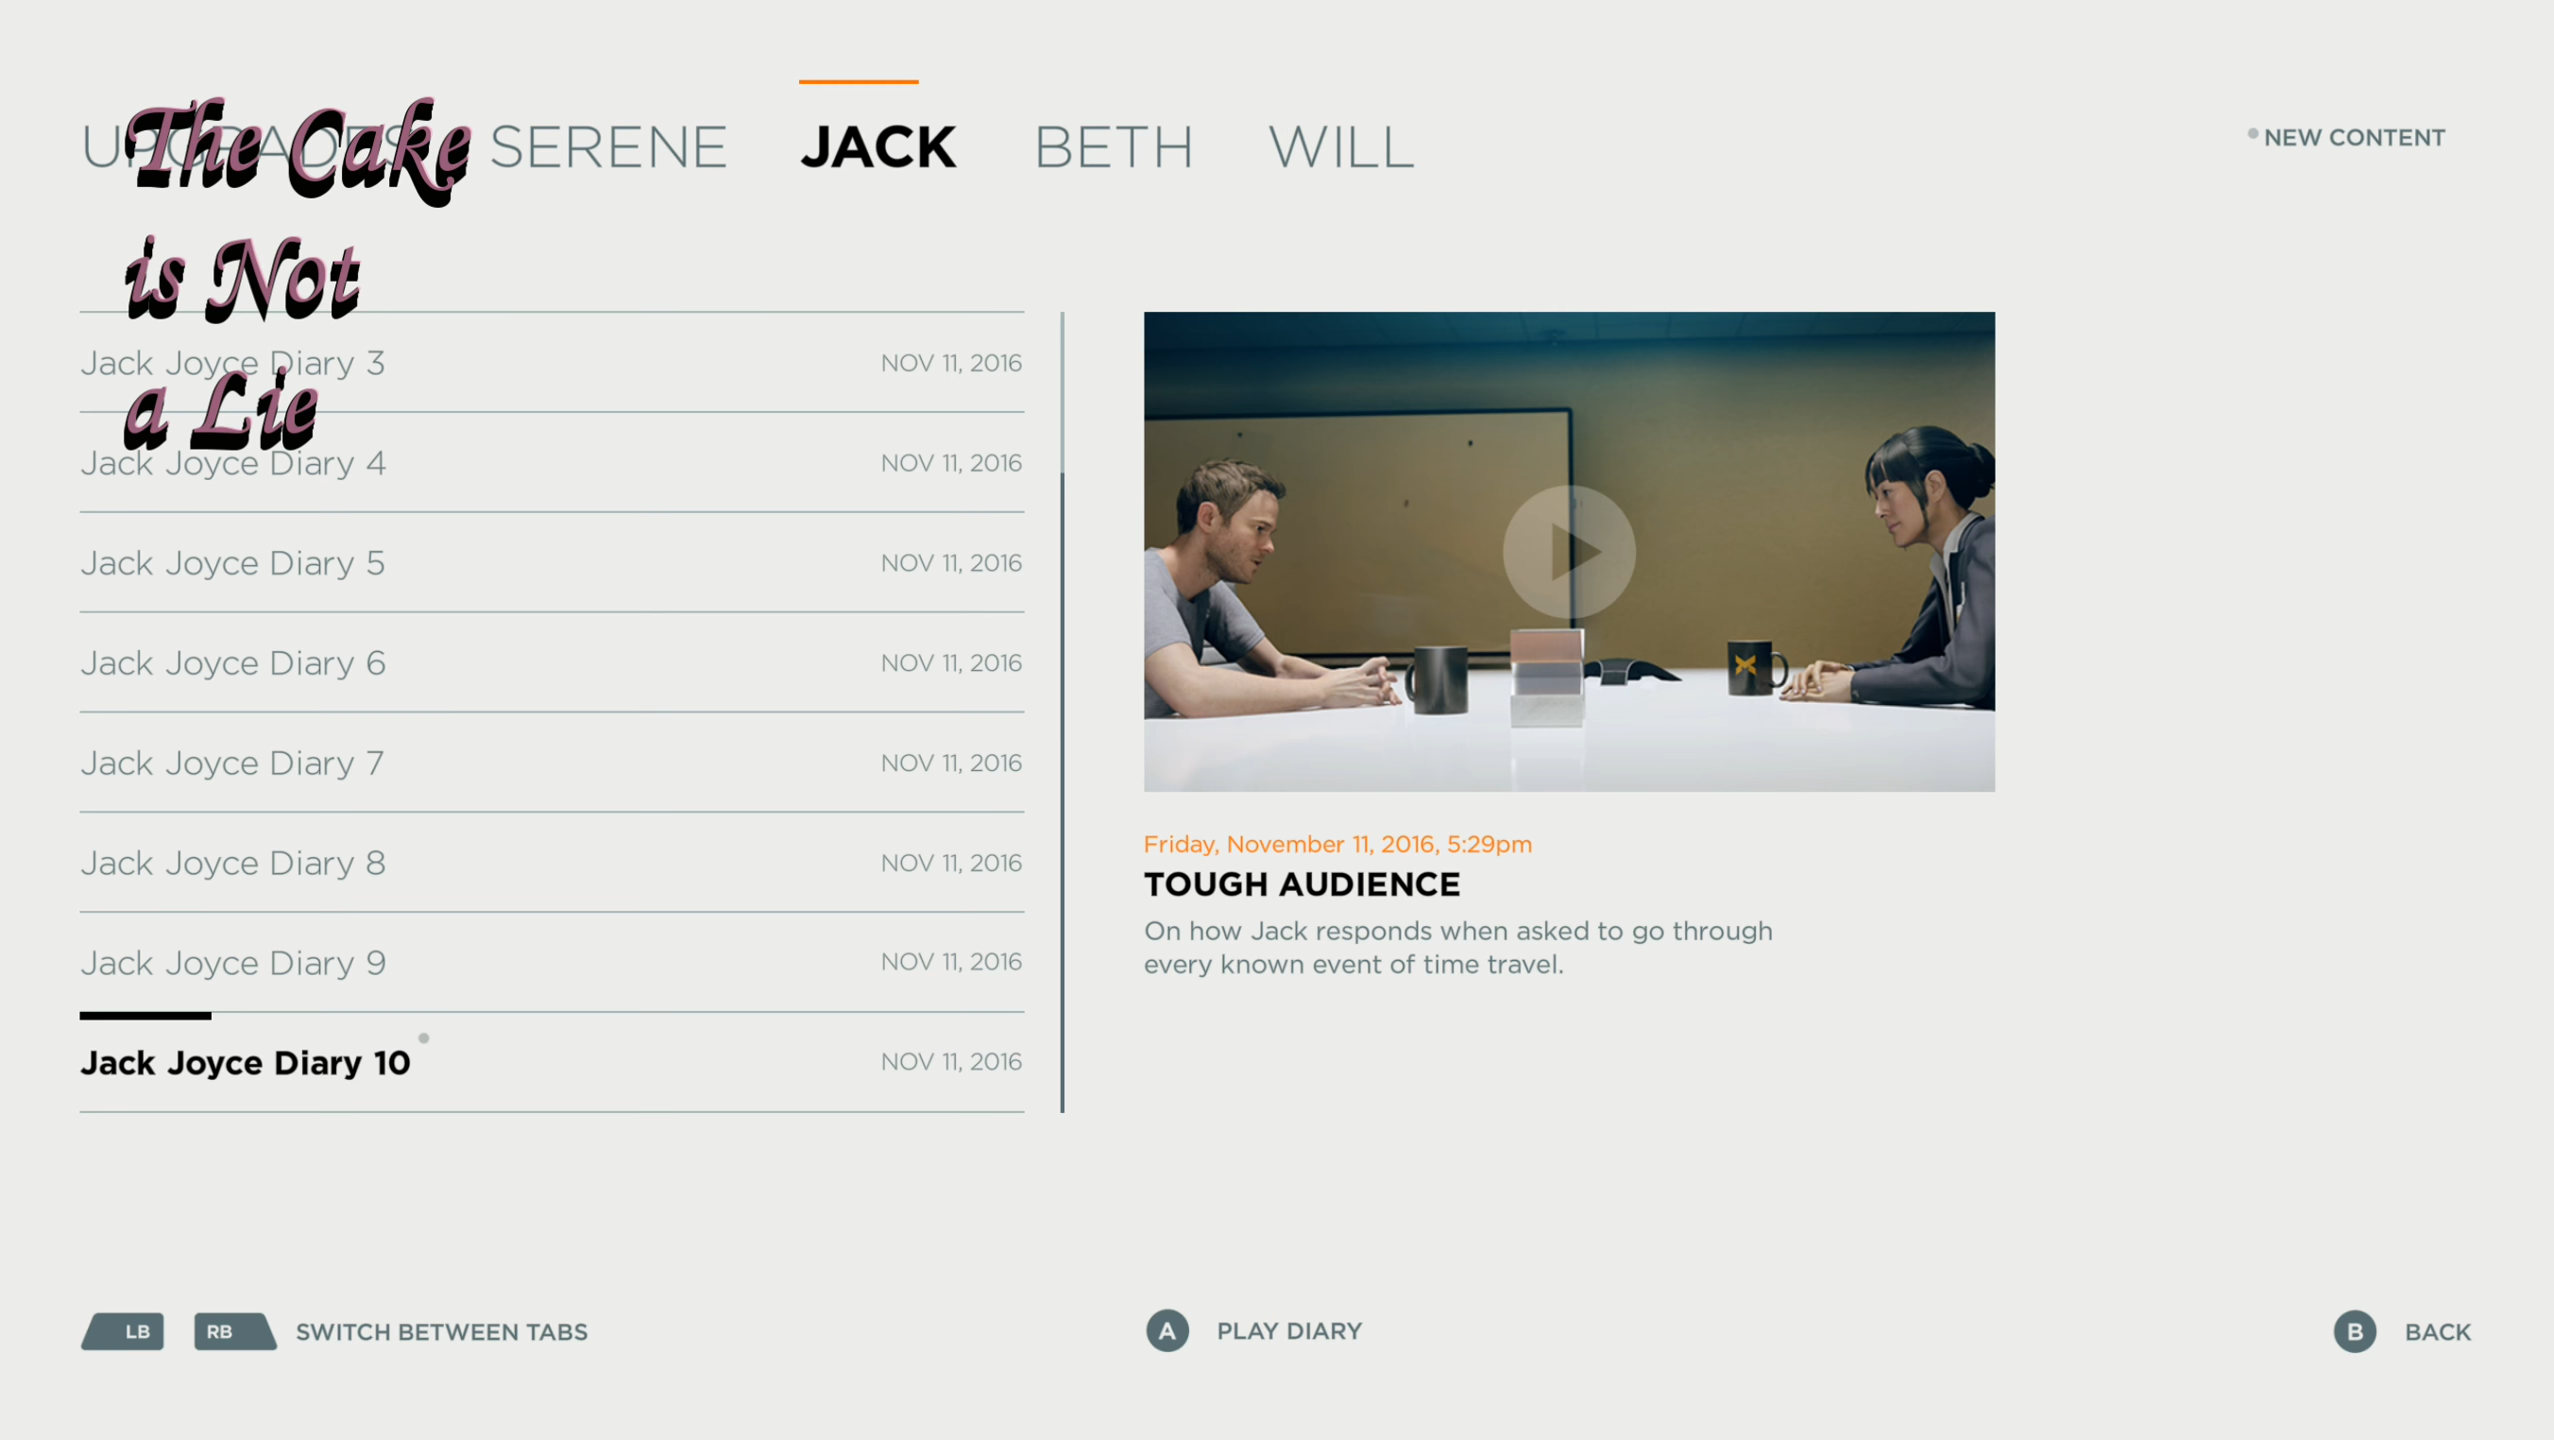 UPGRADES SERENE JACK BETH WILL
NEW CONTENT
The Cake
is Not
a Lie
Jack Joyce Diary 3 NOV 11, 2016
Jack Joyce Diary 4 NOV 11, 2016
Jack Joyce Diary 5 NOV 11, 2016
Jack Joyce Diary 6 NOV 11, 2016
Jack Joyce Diary 7 NOV 11, 2016
Jack Joyce Diary 8 NOV 11, 2016
Jack Joyce Diary 9 NOV 11, 2016
Jack Joyce Diary 10 NOV 11, 2016
Friday, November 11, 2016, 5:29pm
TOUGH AUDIENCE
On how Jack responds when asked to go through
every known event of time travel.
LB RB SWITCH BETWEEN TABS
A PLAY DIARY
B BACK